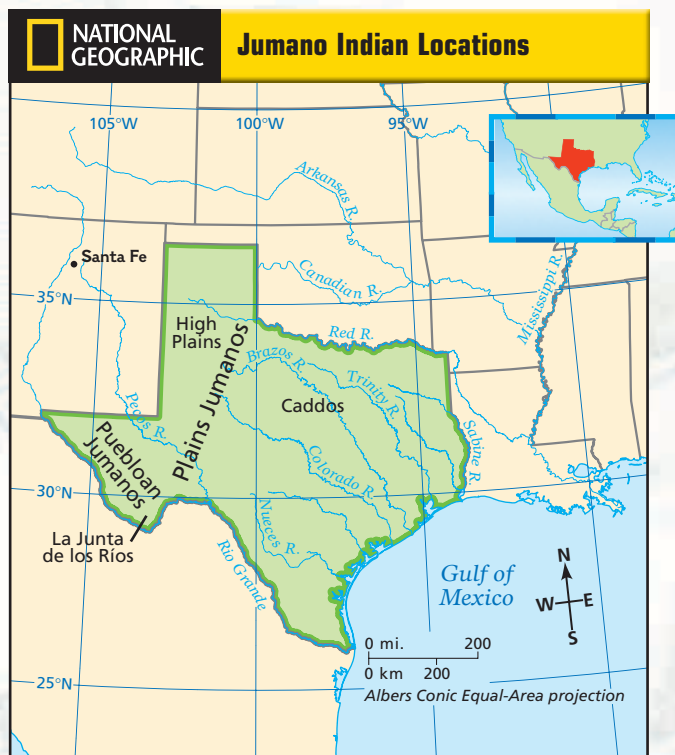 NATIONAL
GEOGRAPHIC
Jumano Indian Locations
105°W
100°W
95°W
Arkansas R.
Santa Fe
Canadian R.
Mississippi R.
35°N
High
Plains
Red R.
Brazos R.
Plains Jumanos
Trinity R.
Caddos
Pecos R.
Sabine R.
Puebloan
Jumanos
Colorado R.
30°N
Nueces R.
La Junta
de los Ríos
Rio Grande
Gulf of
Mexico
N
W
E
S
0 mi.
200
0 km
200
25°N
Albers Conic Equal-Area projection